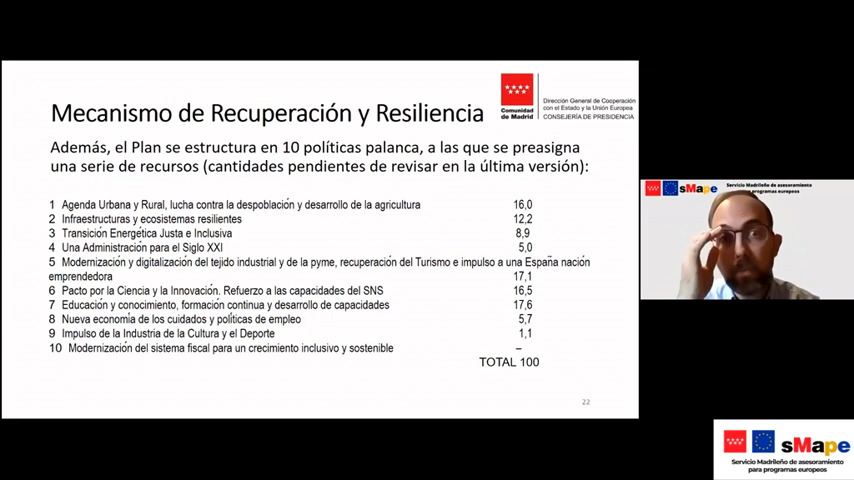 Mecanismo de Recuperación y Resiliencia
Comunidad
de Madrid
Dirección General de Cooperación
con el Estado y la Unión Europea
CONSEJERÍA DE PRESIDENCIA
Además, el Plan se estructura en 10 políticas palanca, a las que se preasigna
una serie de recursos (cantidades pendientes de revisar en la última versión):
1 Agenda Urbana y Rural, lucha contra la despoblación y desarrollo de la agricultura 16,0
2 Infraestructuras y ecosistemas resilientes 12,2
3 Transición Energética Justa e Inclusiva 8,9
4 Una Administración para el Siglo XXI 5,0
5 Modernización y digitalización del tejido industrial y de la pyme, recuperación del Turismo e impulso a una España nación
emprendedora 17,1
6 Pacto por la Ciencia y la Innovación. Refuerzo a las capacidades del SNS 16,5
7 Educación y conocimiento, formación continua y desarrollo de capacidades 17,6
8 Nueva economía de los cuidados y políticas de empleo 5,7
9 Impulso de la Industria de la Cultura y el Deporte 1,1
10 Modernización del sistema fiscal para un crecimiento inclusivo y sostenible –
TOTAL 100
22
sMape
Servicio Madrileño de asesoramiento
para programas europeos
sMape
Servicio Madrileño de asesoramiento
para programas europeos